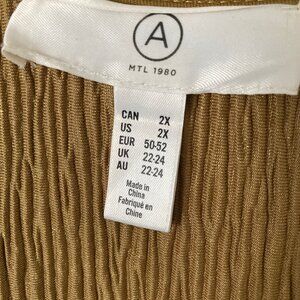 A
MTL 1980
CAN 2X
US 2X
EUR 50-52
UK 22-24
AU 22-24
Made in
China
Fabriqué en
Chine